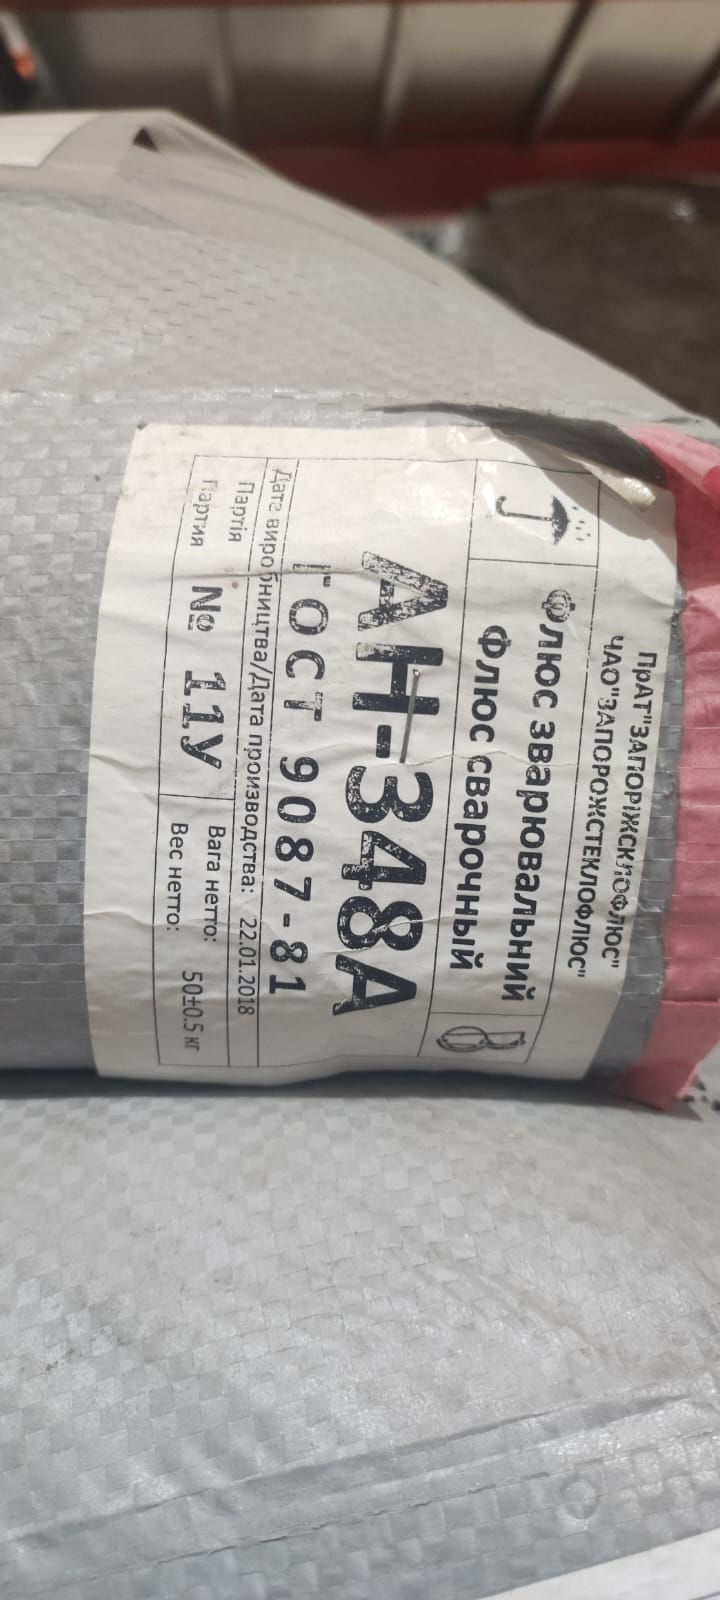 ПрАТ"ЗАПОРІЖСКЛОФЛЮС"
ЧАО"ЗАПОРОЖСТЕКЛОФЛЮС"
Флюс зварювальний
Флюс сварочный
АН-348А
ГОСТ 9087-81
Дата виробництва/Дата производства: 22.01.2018
Партія
Партия № 11У
Вага нетто:
Вес нетто: 50±0.5 кг